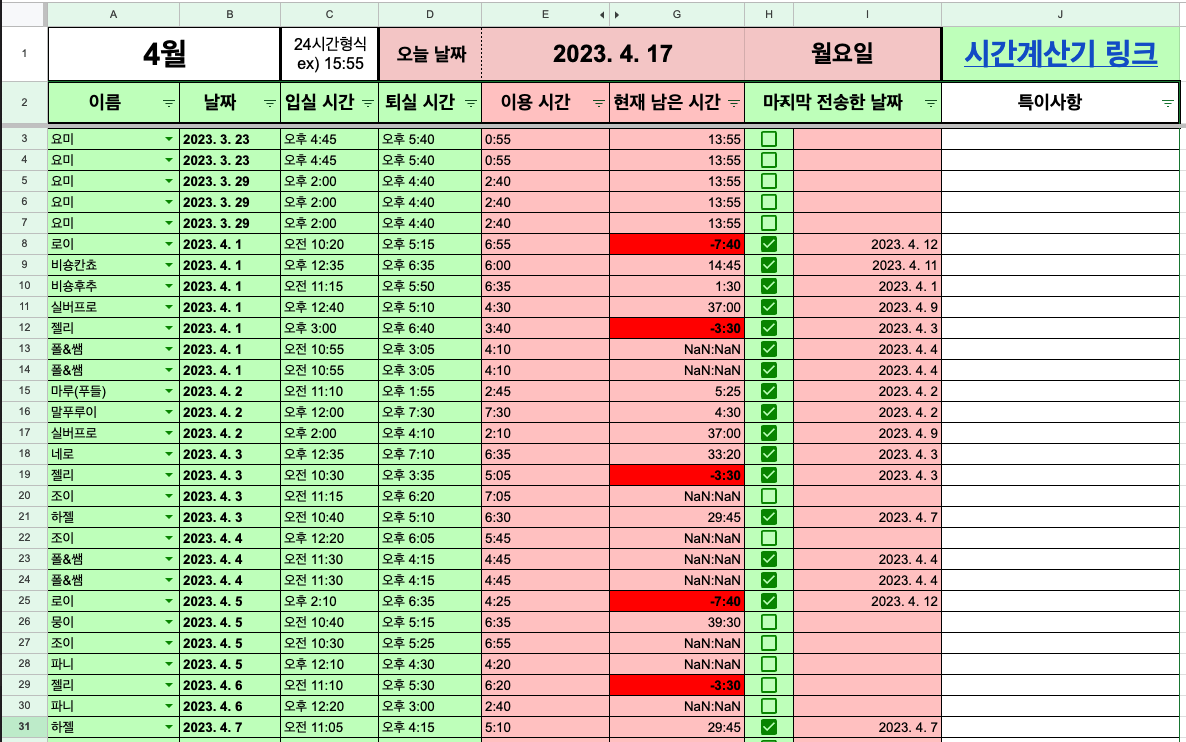 A B C D E G H I J
1 4월 24시간형식 ex) 15:55 오늘 날짜 2023. 4. 17 월요일 시간계산기 링크
2 이름 날짜 입실 시간 퇴실 시간 이용 시간 현재 남은 시간 마지막 전송한 날짜 특이사항
3 요미 2023. 3. 23 오후 4:45 오후 5:40 0:55 13:55
4 요미 2023. 3. 23 오후 4:45 오후 5:40 0:55 13:55
5 요미 2023. 3. 29 오후 2:00 오후 4:40 2:40 13:55
6 요미 2023. 3. 29 오후 2:00 오후 4:40 2:40 13:55
7 요미 2023. 3. 29 오후 2:00 오후 4:40 2:40 13:55
8 로이 2023. 4. 1 오전 10:20 오후 5:15 6:55 -7:40 2023. 4. 12
9 비숑칸쵸 2023. 4. 1 오후 12:35 오후 6:35 6:00 14:45 2023. 4. 11
10 비숑후추 2023. 4. 1 오전 11:15 오후 5:50 6:35 1:30 2023. 4. 1
11 실버프로 2023. 4. 1 오후 12:40 오후 5:10 4:30 37:00 2023. 4. 9
12 젤리 2023. 4. 1 오후 3:00 오후 6:40 3:40 -3:30 2023. 4. 3
13 폴&쌤 2023. 4. 1 오전 10:55 오후 3:05 4:10 NaN:NaN 2023. 4. 4
14 폴&쌤 2023. 4. 1 오전 10:55 오후 3:05 4:10 NaN:NaN 2023. 4. 4
15 마루(푸들) 2023. 4. 2 오전 11:10 오후 1:55 2:45 5:25 2023. 4. 2
16 말푸루이 2023. 4. 2 오후 12:00 오후 7:30 7:30 4:30 2023. 4. 2
17 실버프로 2023. 4. 2 오후 2:00 오후 4:10 2:10 37:00 2023. 4. 9
18 네로 2023. 4. 3 오후 12:35 오후 7:10 6:35 33:20 2023. 4. 3
19 젤리 2023. 4. 3 오전 10:30 오후 3:35 5:05 -3:30 2023. 4. 3
20 조이 2023. 4. 3 오전 11:15 오후 6:20 7:05 NaN:NaN
21 하젤 2023. 4. 3 오전 10:40 오후 5:10 6:30 29:45 2023. 4. 7
22 조이 2023. 4. 4 오후 12:20 오후 6:05 5:45 NaN:NaN
23 폴&쌤 2023. 4. 4 오전 11:30 오후 4:15 4:45 NaN:NaN 2023. 4. 4
24 폴&쌤 2023. 4. 4 오전 11:30 오후 4:15 4:45 NaN:NaN 2023. 4. 4
25 로이 2023. 4. 5 오후 2:10 오후 6:35 4:25 -7:40 2023. 4. 12
26 뭉이 2023. 4. 5 오전 10:40 오후 5:15 6:35 39:30
27 조이 2023. 4. 5 오전 10:30 오후 5:25 6:55 NaN:NaN
28 파니 2023. 4. 5 오후 12:10 오후 4:30 4:20 NaN:NaN
29 젤리 2023. 4. 6 오전 11:10 오후 5:30 6:20 -3:30
30 파니 2023. 4. 6 오후 12:20 오후 3:00 2:40 NaN:NaN
31 하젤 2023. 4. 7 오전 11:05 오후 4:15 5:10 29:45 2023. 4. 7